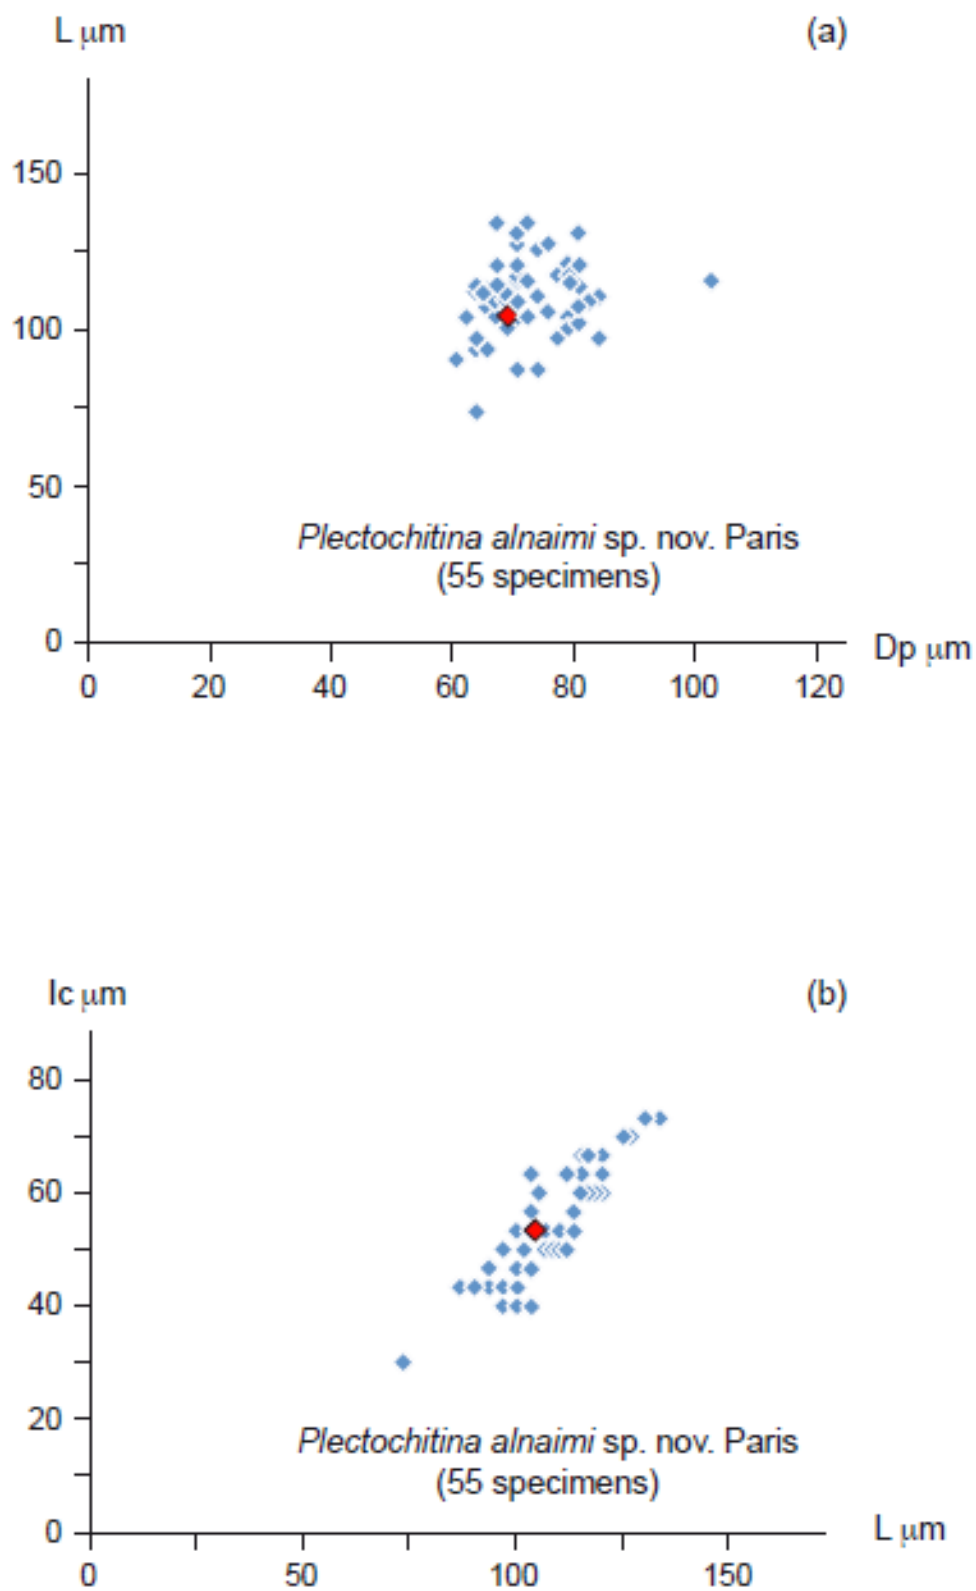 L μm
(a)
150
100
50
Plectochitina alnaimi sp. nov. Paris
(55 specimens)
0
Dp μm
0 20 40 60 80 100 120
Ic μm
(b)
80
60
40
20
Plectochitina alnaimi sp. nov. Paris
(55 specimens)
0
L μm
0 50 100 150